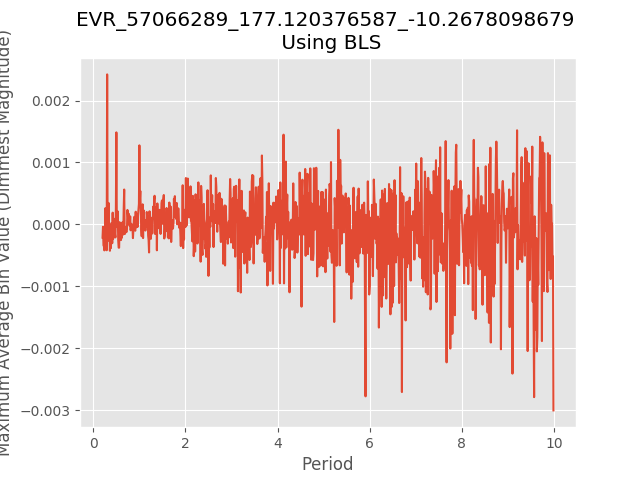 EVR_57066289_177.120376587_-10.2678098679
Using BLS
Maximum Average Bin Value (Dimmest Magnitude)
0.002
0.001
0.000
−0.001
−0.002
−0.003
0 2 4 6 8 10
Period